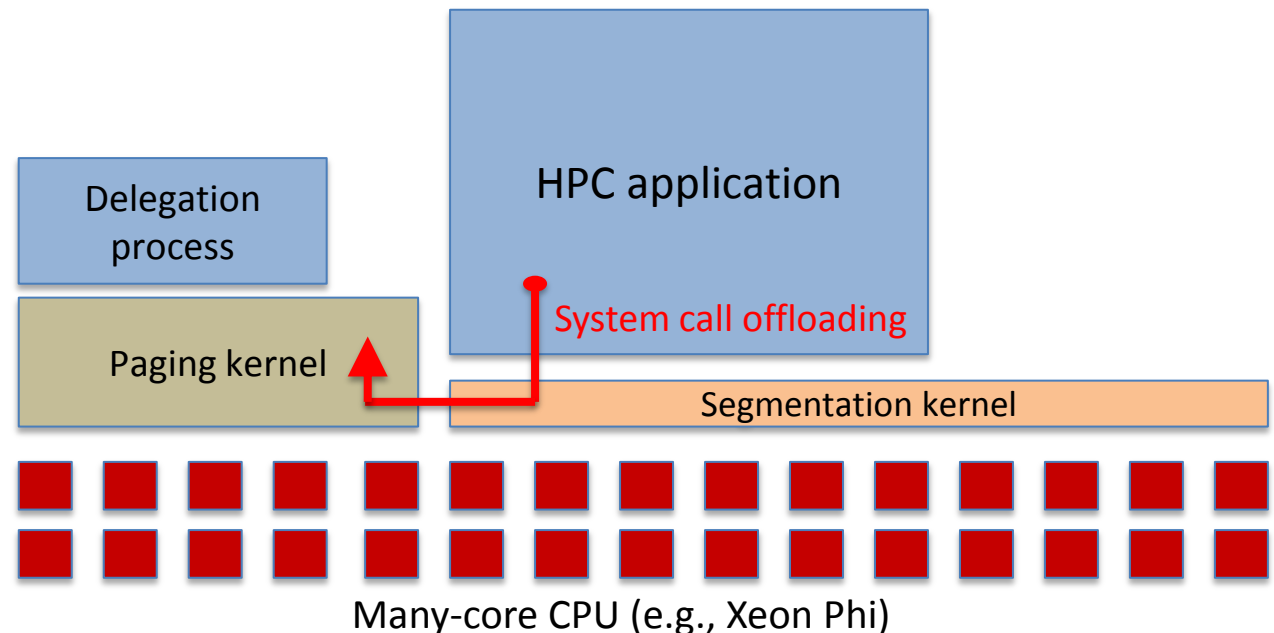 HPC application
Delegation
process
System call offloading
Paging kernel
Segmentation kernel
Many-core CPU (e.g., Xeon Phi)